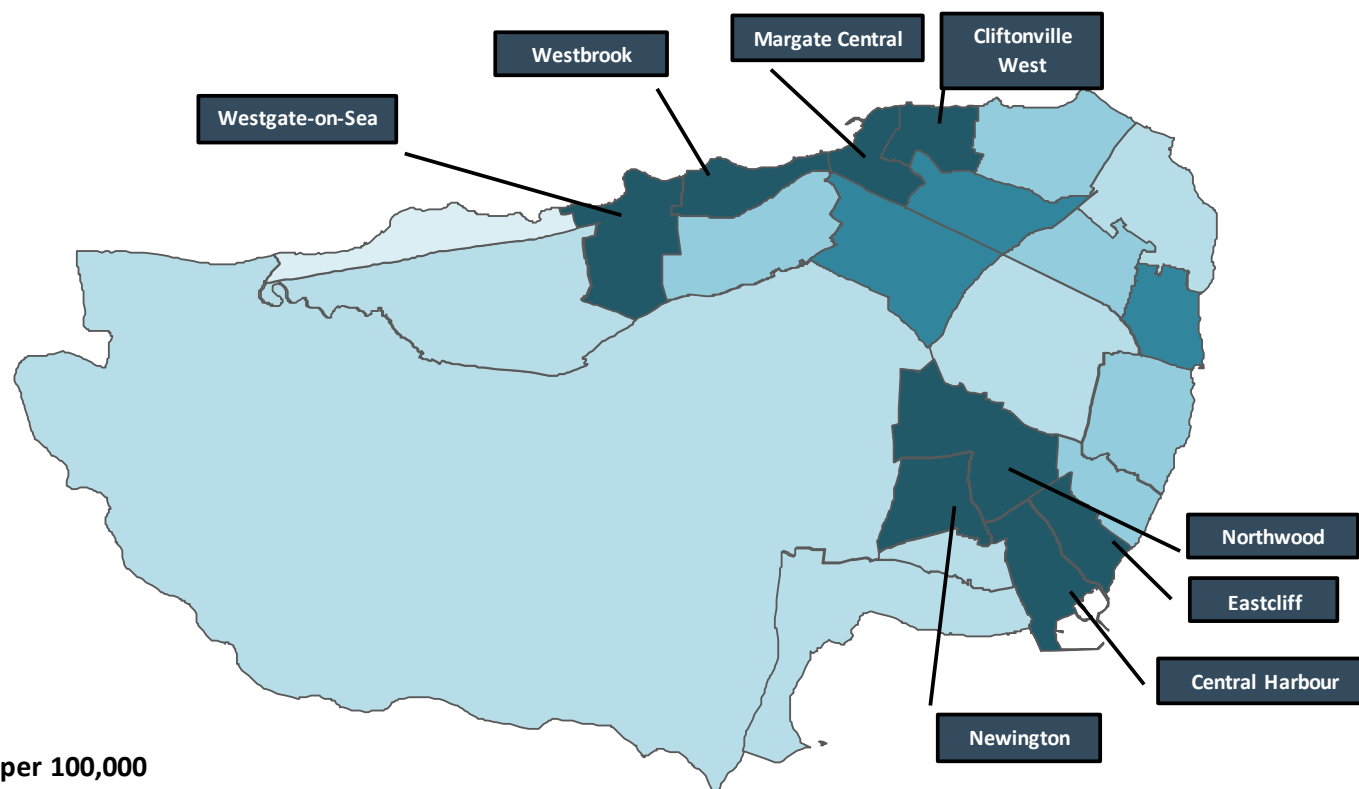 Margate Central
Cliftonville
West
Westbrook
Westgate-on-Sea
Northwood
Eastcliff
Central Harbour
Newington
per 100,000